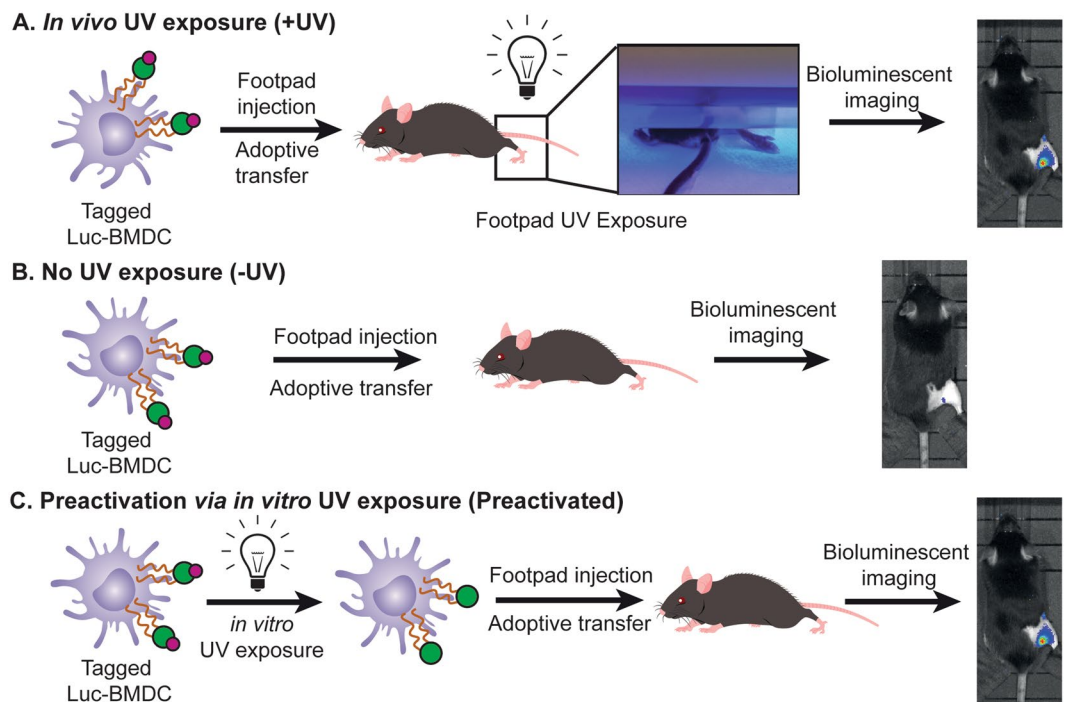 A. In vivo UV exposure (+UV)
Footpad
injection
Adoptive
transfer
Tagged
Luc-BMDC
Footpad UV Exposure
Bioluminescent
imaging
B. No UV exposure (-UV)
Tagged
Luc-BMDC
Footpad injection
Adoptive transfer
Bioluminescent
imaging
C. Preactivation via in vitro UV exposure (Preactivated)
Tagged
Luc-BMDC
in vitro
UV exposure
Footpad injection
Adoptive transfer
Bioluminescent
imaging